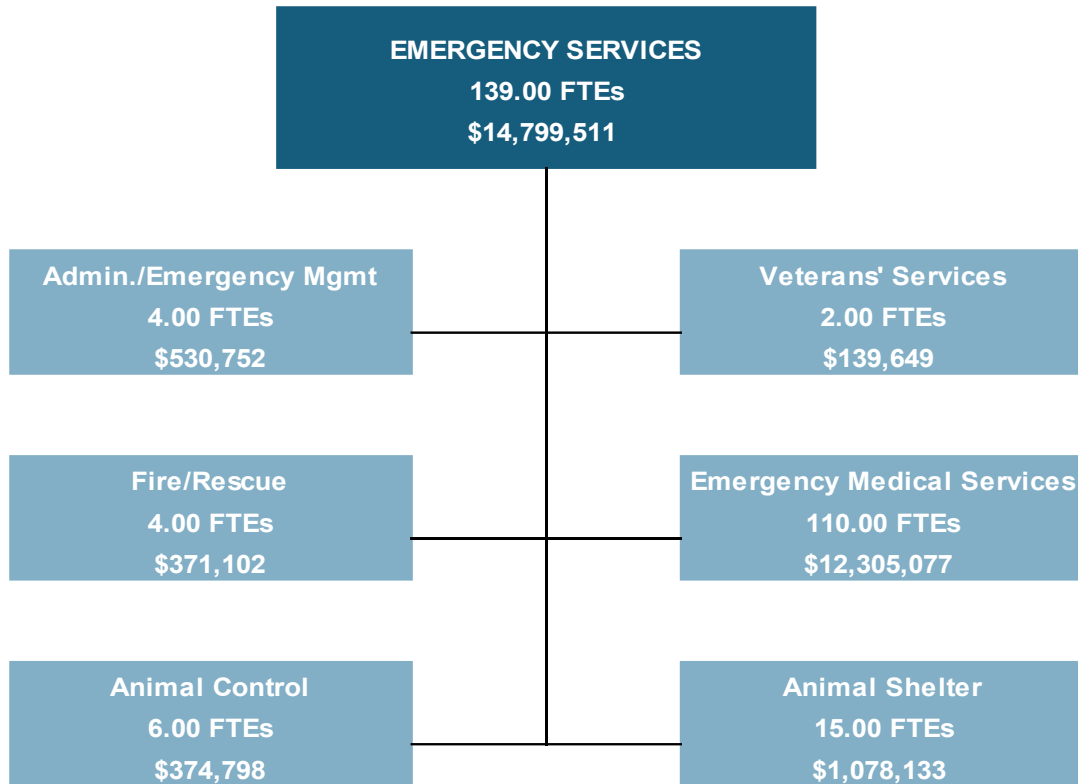 EMERGENCY SERVICES
139.00 FTEs
$14,799,511
Admin./Emergency Mgmt
4.00 FTEs
$530,752
Veterans' Services
2.00 FTEs
$139,649
Fire/Rescue
4.00 FTEs
$371,102
Emergency Medical Services
110.00 FTEs
$12,305,077
Animal Control
6.00 FTEs
$374,798
Animal Shelter
15.00 FTEs
$1,078,133